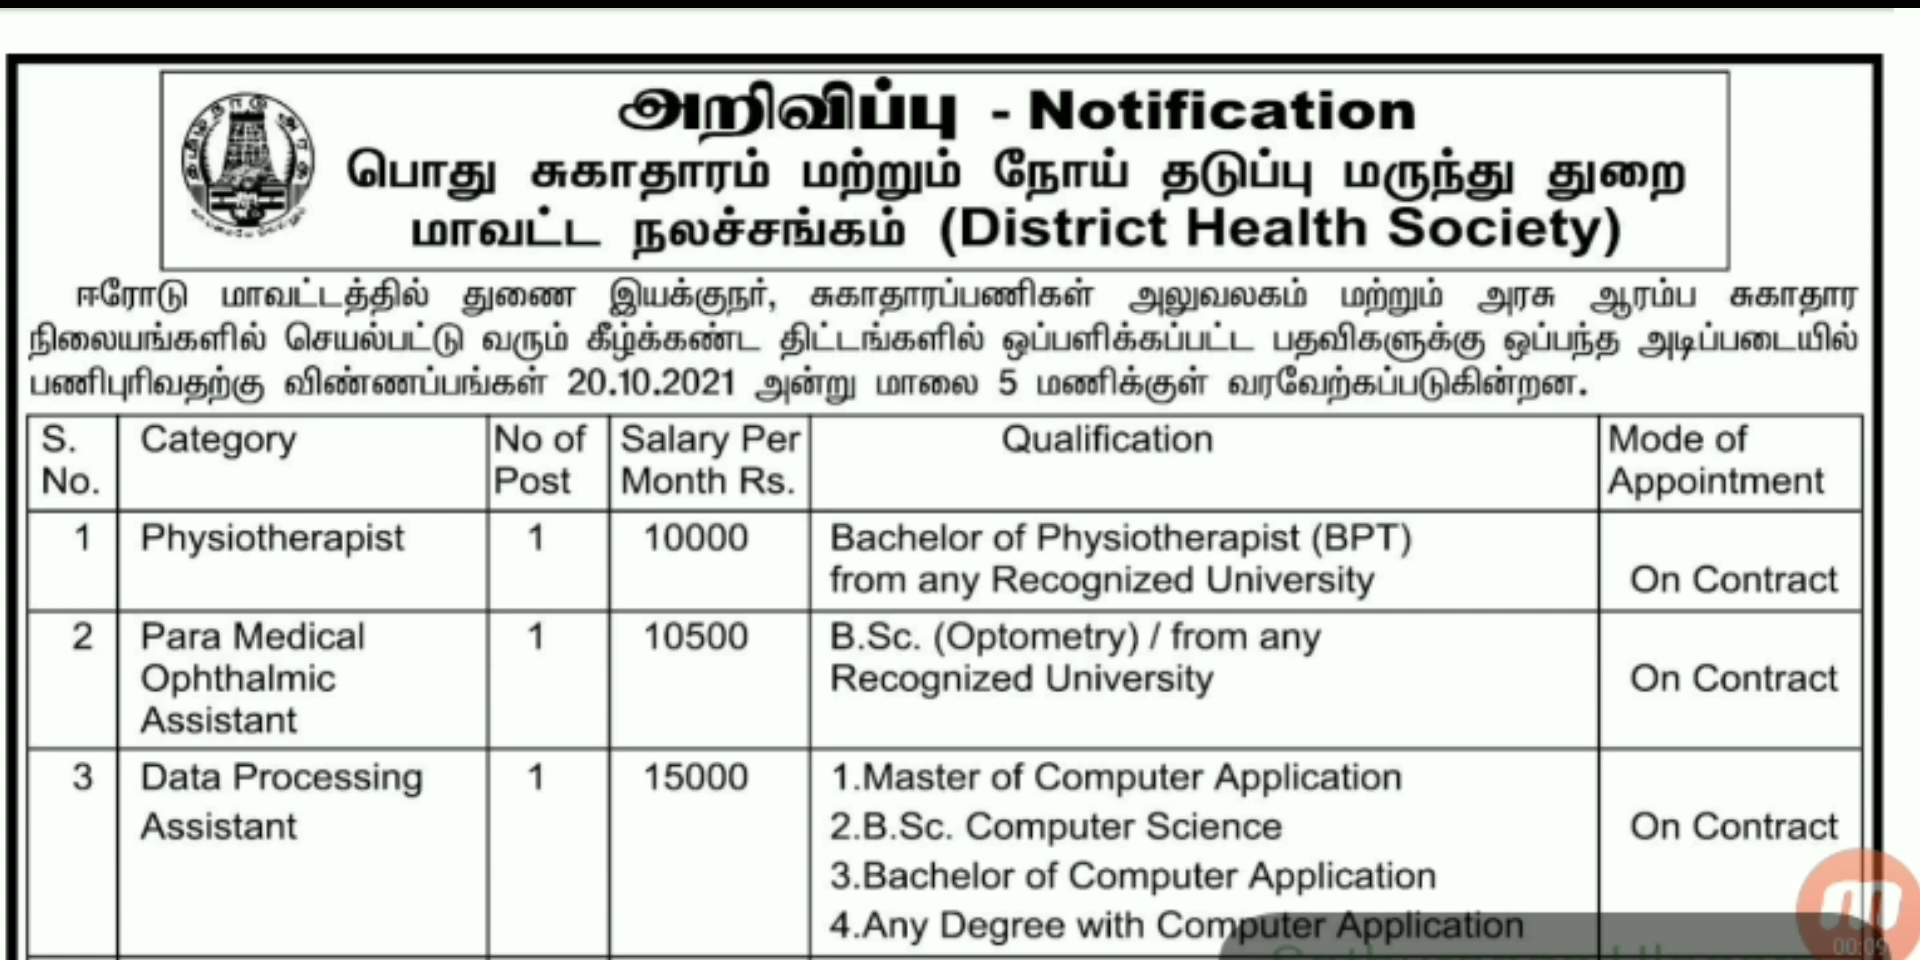 அறிவிப்பு - Notification
பொது சுகாதாரம் மற்றும் நோய் தடுப்பு மருந்து துறை
மாவட்ட நலச்சங்கம் (District Health Society)
ஈரோடு மாவட்டத்தில் துணை இயக்குநர், சுகாதாரப்பணிகள் அலுவலகம் மற்றும் அரசு ஆரம்ப சுகாதார
நிலையங்களில் செயல்பட்டு வரும் கீழ்க்கண்ட திட்டங்களில் ஒப்பளிக்கப்பட்ட பதவிகளுக்கு ஒப்பந்த அடிப்படையில்
பணிபுரிவதற்கு விண்ணப்பங்கள் 20.10.2021 அன்று மாலை 5 மணிக்குள் வரவேற்கப்படுகின்றன.
S. Category No of Salary Per Qualification Mode of
No. Post Month Rs. Appointment
1 Physiotherapist 1 10000 Bachelor of Physiotherapist (BPT)
from any Recognized University On Contract
2 Para Medical 1 10500 B.Sc. (Optometry) / from any
Ophthalmic Recognized University On Contract
Assistant
3 Data Processing 1 15000 1.Master of Computer Application
Assistant 2.B.Sc. Computer Science On Contract
3.Bachelor of Computer Application
4.Any Degree with Computer Application
00:09